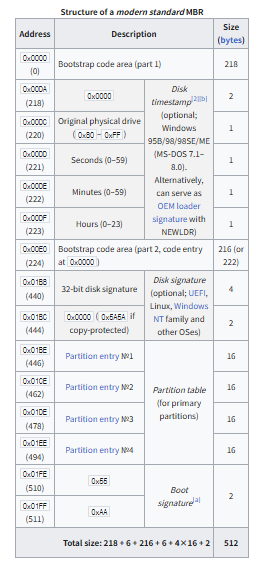 Structure of a modern standard MBR
Address Description Size (bytes)
0x0000 (0) Bootstrap code area (part 1) 218
0x00DA (218) 0x0000 2
Disk timestamp[2][b] (optional; Windows 95B/98/98SE/ME (MS-DOS 7.1–8.0). Alternatively, can serve as OEM loader signature with NEWLDR)
0x00DC (220) Original physical drive (0x80–0xFF) 1
0x00DD (221) Seconds (0–59) 1
0x00DE (222) Minutes (0–59) 1
0x00DF (223) Hours (0–23) 1
0x00E0 (224) Bootstrap code area (part 2, code entry at 0x0000) 216 (or 222)
0x01B8 (440) 32-bit disk signature 4
Disk signature (optional; UEFI, Linux, Windows NT family and other OSes)
0x01BC (444) 0x0000 (0x5A5A if copy-protected) 2
0x01BE (446) Partition entry №1 16
Partition table (for primary partitions)
0x01CE (462) Partition entry №2 16
0x01DE (478) Partition entry №3 16
0x01EE (494) Partition entry №4 16
0x01FE (510) 0x55
Boot signature[a] 2
0x01FF (511) 0xAA
Total size: 218 + 6 + 216 + 6 + 4×16 + 2 512